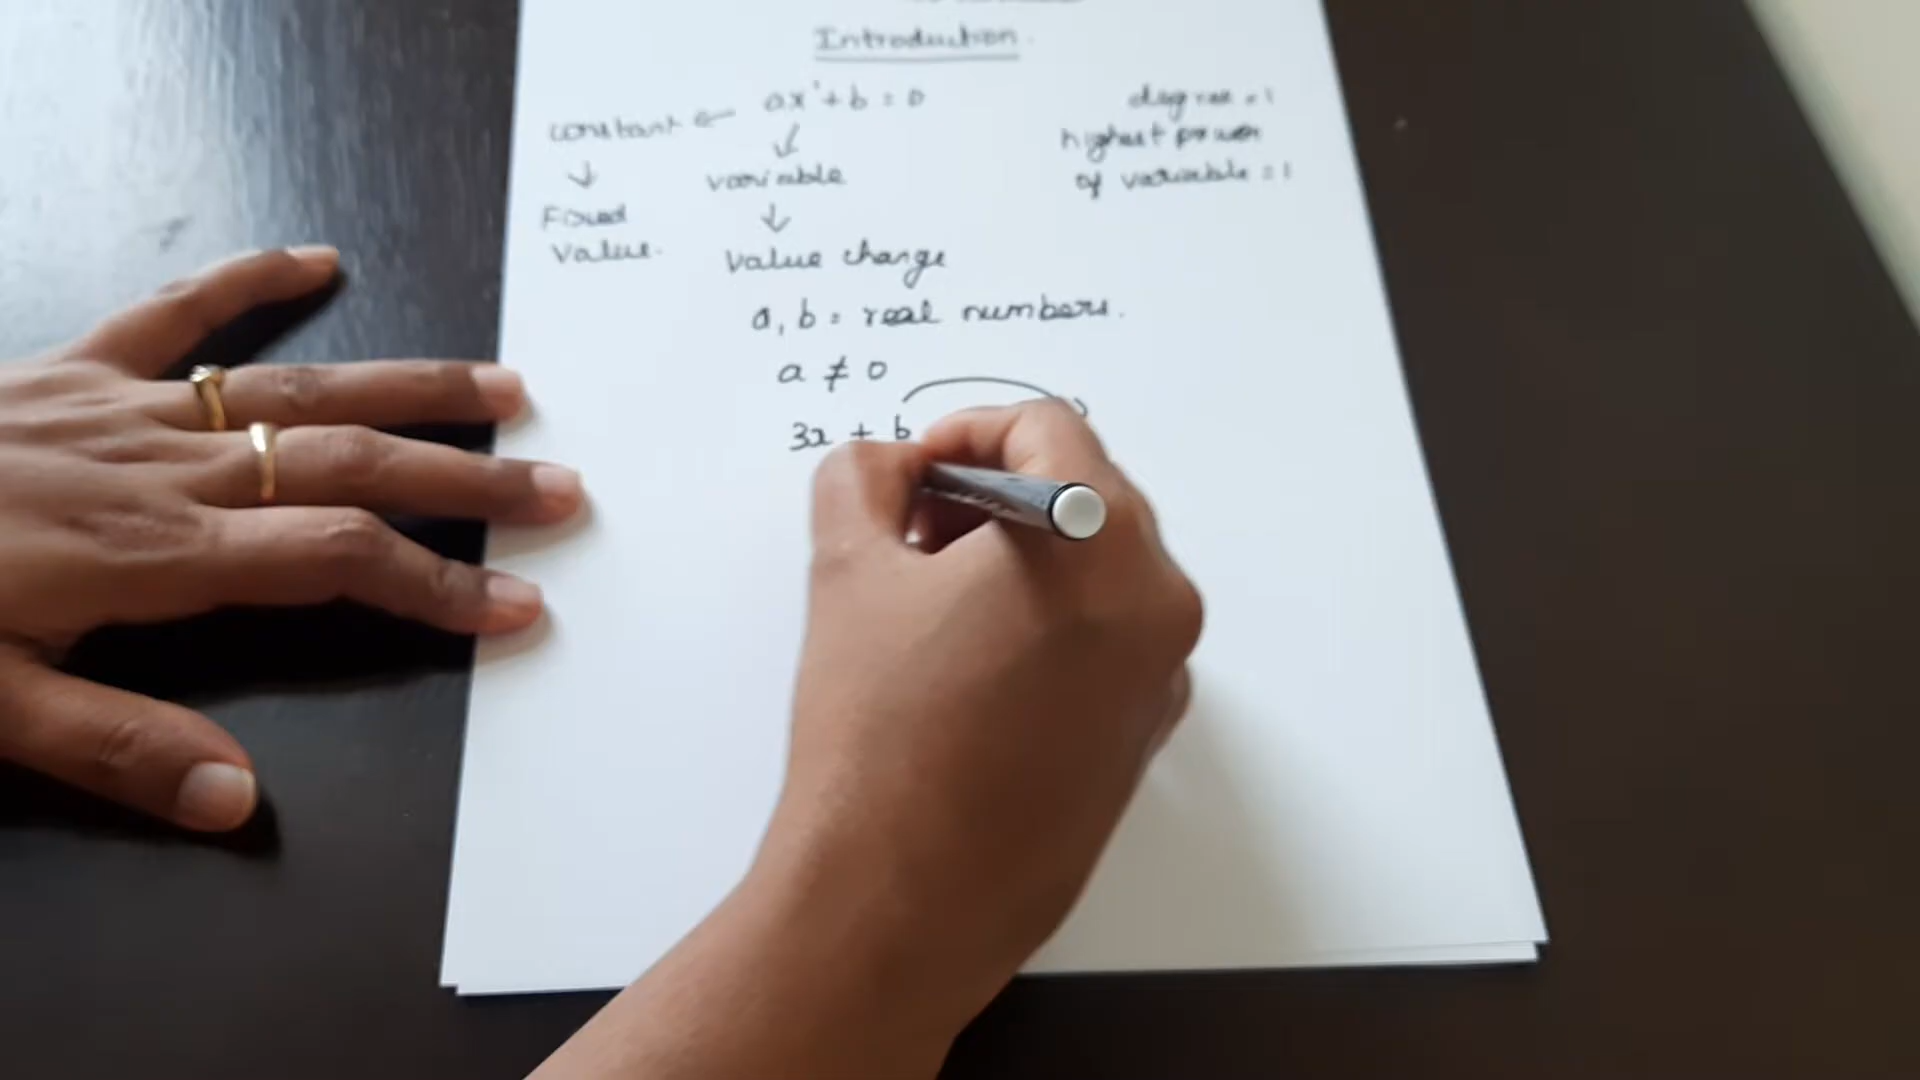 Introduction.
ax¹ + b = 0
constant ←
↓
Fixed
Value.
↓
variable
↓
Value change
degree = 1
highest power
of variable = 1
a, b = real numbers.
a ≠ 0
3x + b